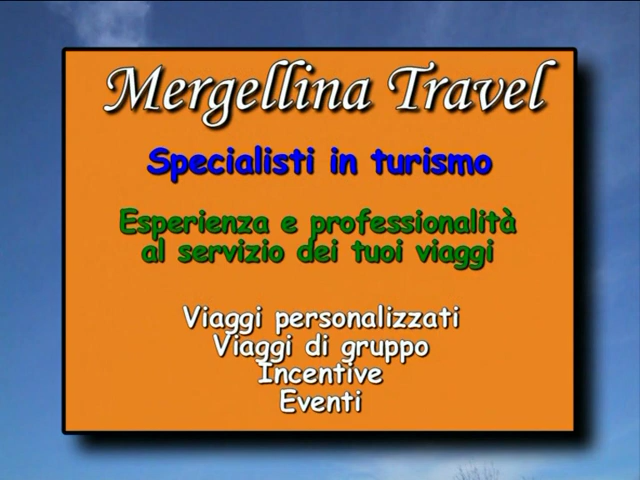 Mergellina Travel
Specialisti in turismo
Esperienza e professionalità
al servizio dei tuoi viaggi
Viaggi personalizzati
Viaggi di gruppo
Incentive
Eventi